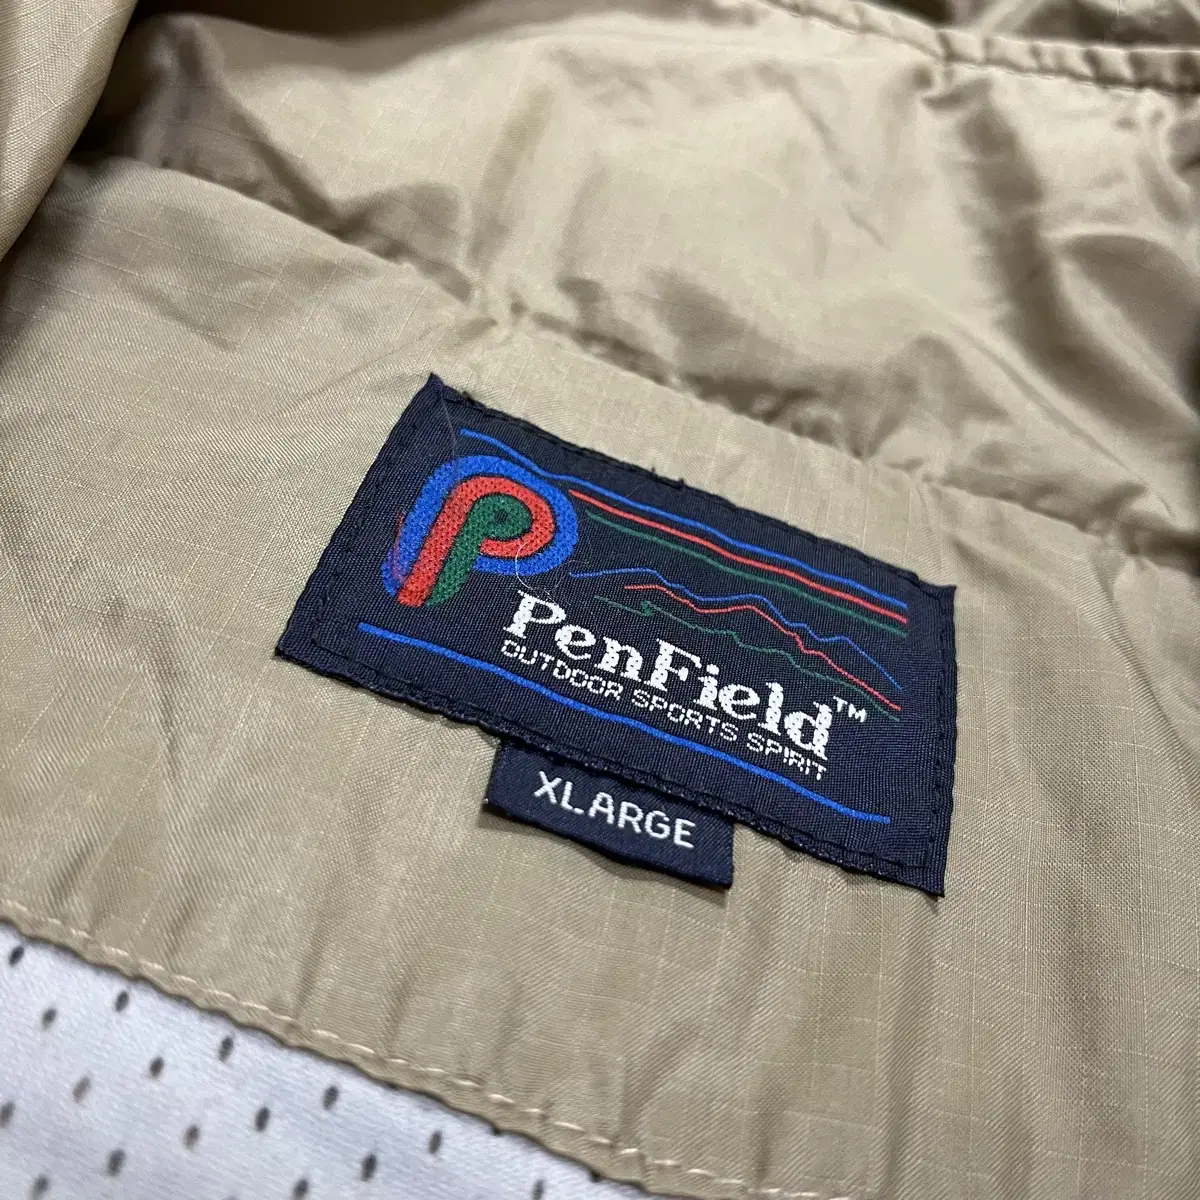 PenField™
OUTDOOR SPORTS SPIRIT
XLARGE